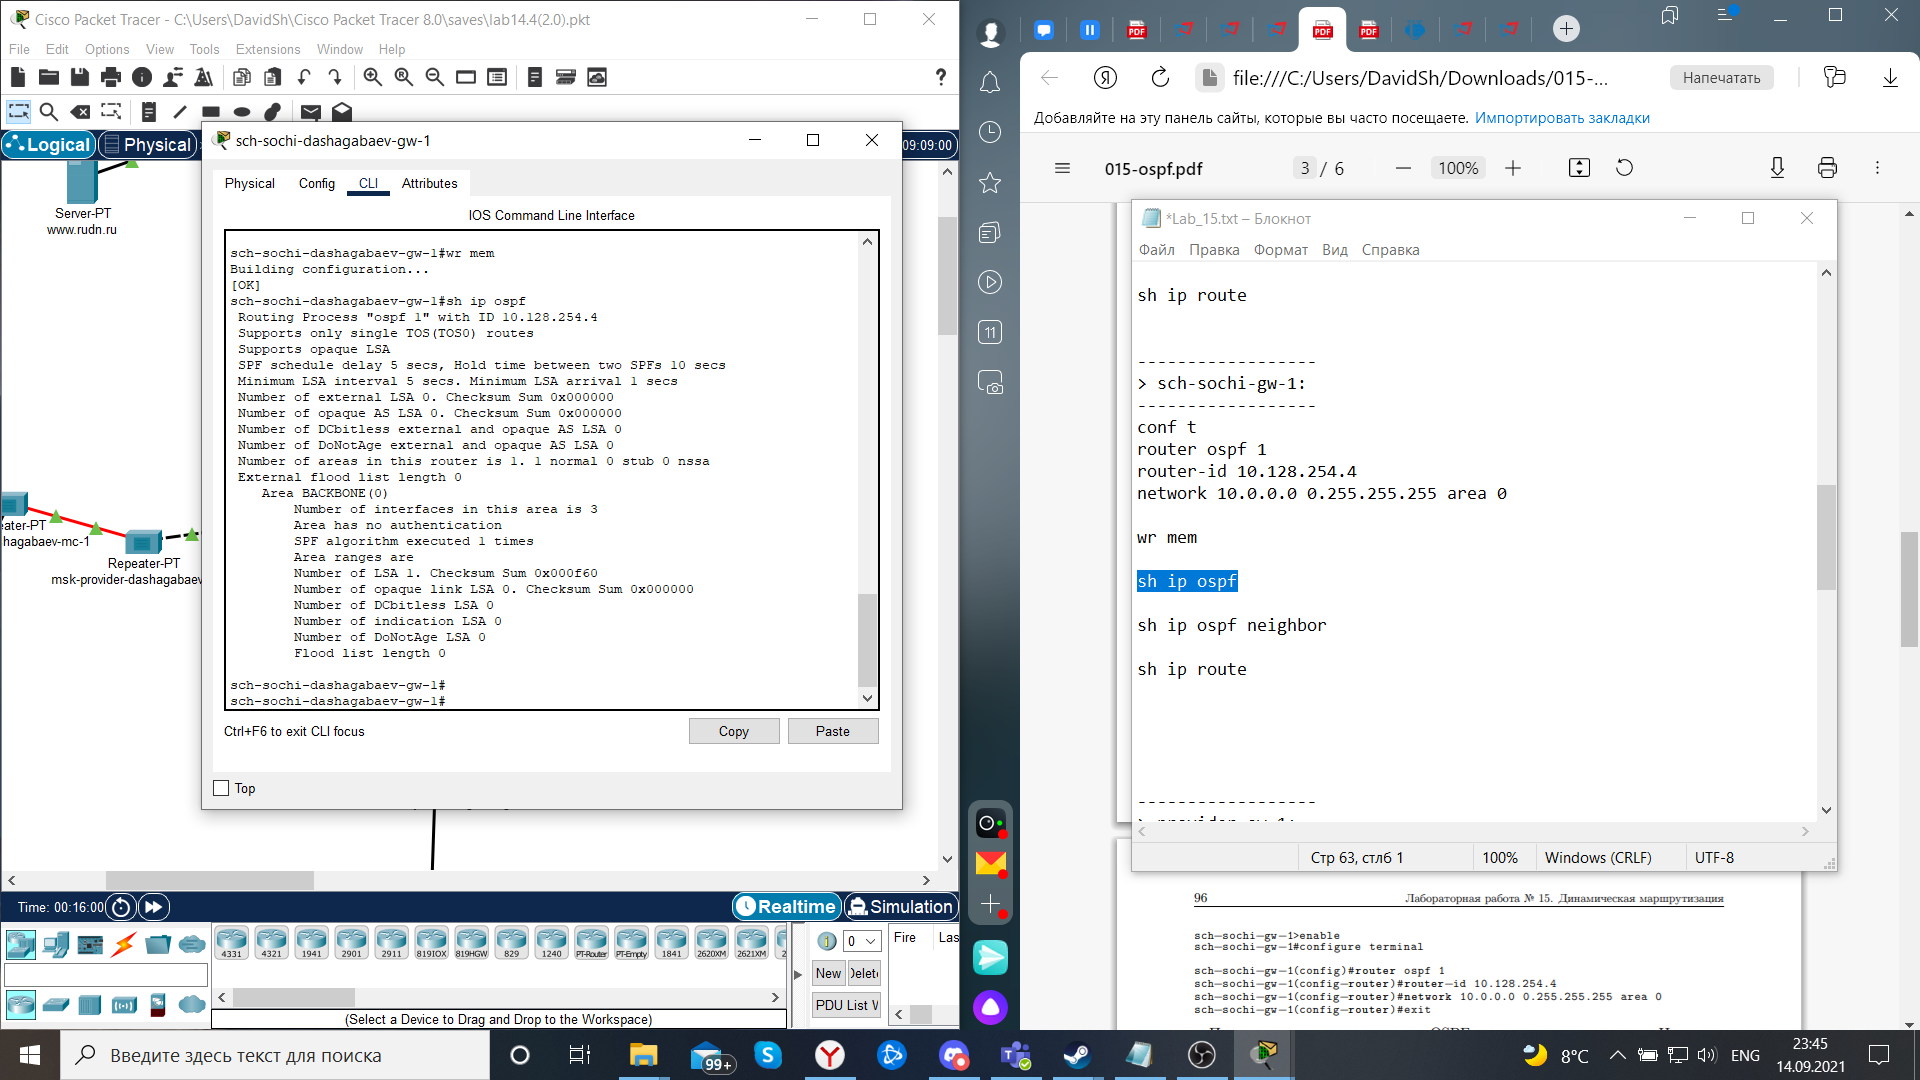 Cisco Packet Tracer - C:\Users\DavidSh\Cisco Packet Tracer 8.0\saves\lab14.4(2.0).pkt
File Edit Options View Tools Extensions Window Help
Logical Physical 09:09:00
Server-PT
www.rudn.ru
eater-PT
hagabaev-mc-1
Repeater-PT
msk-provider-dashagabaev
sch-sochi-dashagabaev-gw-1
Physical Config CLI Attributes
IOS Command Line Interface
sch-sochi-dashagabaev-gw-1#wr mem
Building configuration...
[OK]
sch-sochi-dashagabaev-gw-1#sh ip ospf
Routing Process "ospf 1" with ID 10.128.254.4
Supports only single TOS(TOS0) routes
Supports opaque LSA
SPF schedule delay 5 secs, Hold time between two SPFs 10 secs
Minimum LSA interval 5 secs. Minimum LSA arrival 1 secs
Number of external LSA 0. Checksum Sum 0x000000
Number of opaque AS LSA 0. Checksum Sum 0x000000
Number of DCbitless external and opaque AS LSA 0
Number of DoNotAge external and opaque AS LSA 0
Number of areas in this router is 1. 1 normal 0 stub 0 nssa
External flood list length 0
Area BACKBONE(0)
Number of interfaces in this area is 3
Area has no authentication
SPF algorithm executed 1 times
Area ranges are
Number of LSA 1. Checksum Sum 0x000f60
Number of opaque link LSA 0. Checksum Sum 0x000000
Number of DCbitless LSA 0
Number of indication LSA 0
Number of DoNotAge LSA 0
Flood list length 0
sch-sochi-dashagabaev-gw-1#
sch-sochi-dashagabaev-gw-1#
Ctrl+F6 to exit CLI focus Copy Paste
Top
Time: 00:16:00 Realtime Simulation
4331 4321 1941 2901 2911 819IOX 819HGW 829 1240 PT-Router PT-Empty 1841 2620XM 2621XM 2
0
New Delet
PDU List W
Fire Las
(Select a Device to Drag and Drop to the Workspace)
11
PDF PDF PDF
file:///C:/Users/DavidSh/Downloads/015-... Напечатать
Добавляйте на эту панель сайты, которые вы часто посещаете. Импортировать закладки
015-ospf.pdf 3 / 6 100%
*Lab_15.txt – Блокнот
Файл Правка Формат Вид Справка
sh ip route
------------------
> sch-sochi-gw-1:
------------------
conf t
router ospf 1
router-id 10.128.254.4
network 10.0.0.0 0.255.255.255 area 0
wr mem
sh ip ospf
sh ip ospf neighbor
sh ip route
------------------
> provider-gw-1:
Стр 63, стлб 1 100% Windows (CRLF) UTF-8
96 Лабораторная работа № 15. Динамическая маршрутизация
sch-sochi-gw-1>enable
sch-sochi-gw-1#configure terminal
sch-sochi-gw-1(config)#router ospf 1
sch-sochi-gw-1(config-router)#router-id 10.128.254.4
sch-sochi-gw-1(config-router)#network 10.0.0.0 0.255.255.255 area 0
sch-sochi-gw-1(config-router)#exit
Введите здесь текст для поиска
99+
8°C ENG
23:45
14.09.2021